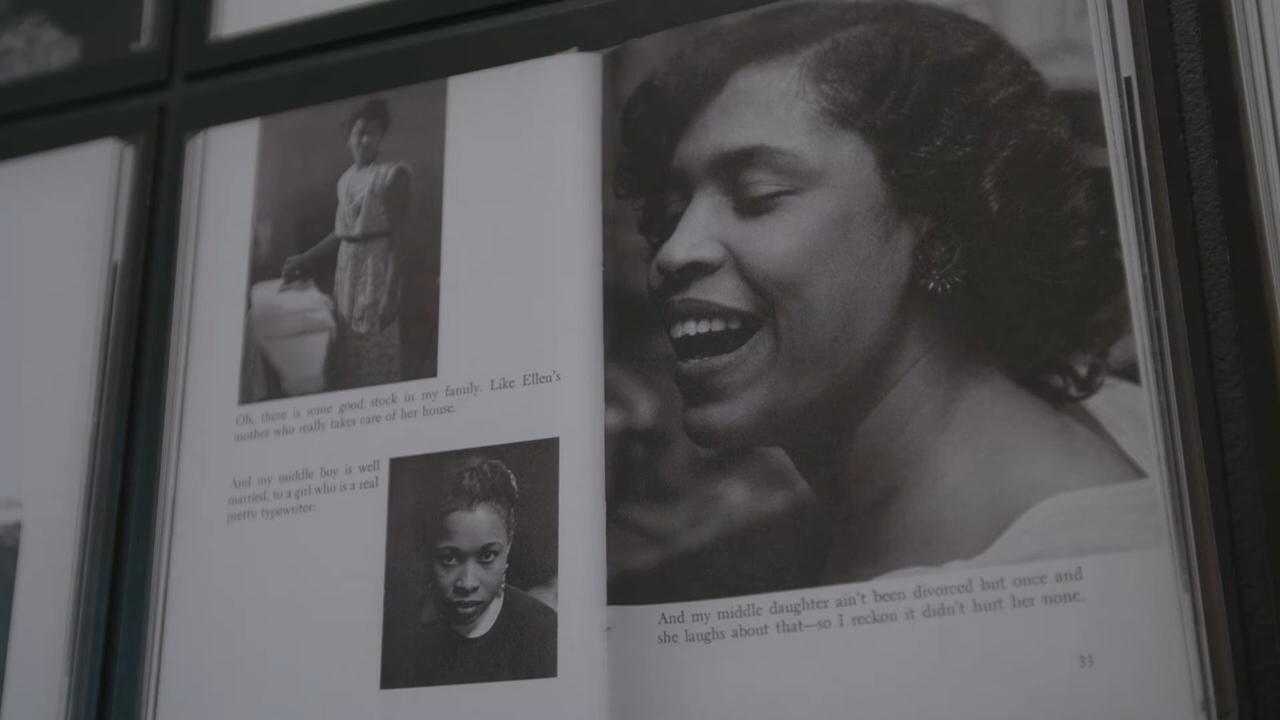 Oh, there is some good stock in my family. Like Ellen's
mother who really takes care of her house.
And my middle boy is well
married, to a girl who is a real
pretty typewriter:
And my middle daughter ain't been divorced but once and
she laughs about that—so I reckon it didn't hurt her none.
33